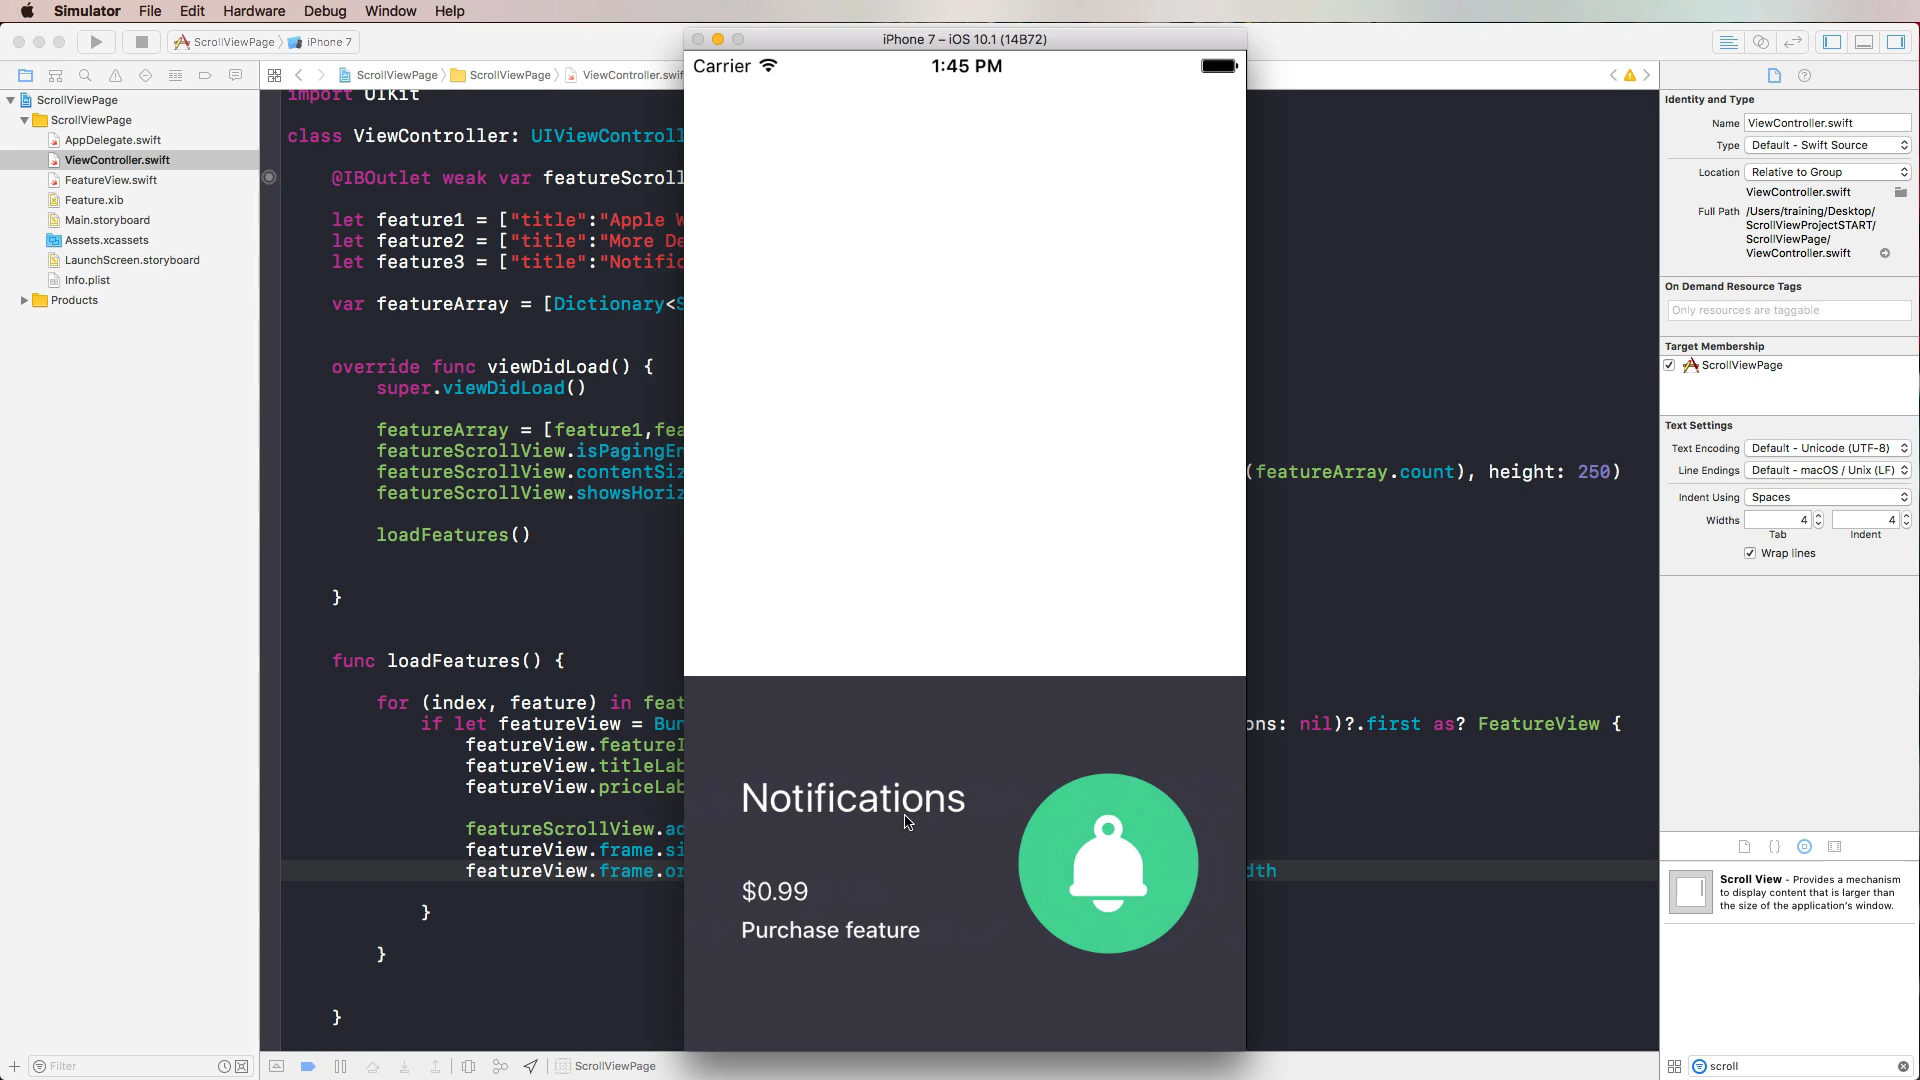 Simulator File Edit Hardware Debug Window Help
ScrollViewPage iPhone 7
iPhone 7 – iOS 10.1 (14B72)
ScrollViewPage ScrollViewPage ViewController.swif
Carrier 1:45 PM
ScrollViewPage
ScrollViewPage
AppDelegate.swift
ViewController.swift
FeatureView.swift
Feature.xib
Main.storyboard
Assets.xcassets
LaunchScreen.storyboard
Info.plist
Products
Filter
import UIKit
class ViewController: UIViewControll
@IBOutlet weak var featureScroll
let feature1 = ["title":"Apple W
let feature2 = ["title":"More De
let feature3 = ["title":"Notific
var featureArray = [Dictionary<S
override func viewDidLoad() {
super.viewDidLoad()
featureArray = [feature1,fea
featureScrollView.isPagingEn
featureScrollView.contentSiz (featureArray.count), height: 250)
featureScrollView.showsHoriz
loadFeatures()
}
func loadFeatures() {
for (index, feature) in feat
if let featureView = Bun ons: nil)?.first as? FeatureView {
featureView.featureI
featureView.titleLab
featureView.priceLab
featureScrollView.ad
featureView.frame.si
featureView.frame.or dth
}
}
}
Notifications
$0.99
Purchase feature
ScrollViewPage
Identity and Type
Name ViewController.swift
Type Default - Swift Source
Location Relative to Group
ViewController.swift
Full Path /Users/training/Desktop/
ScrollViewProjectSTART/
ScrollViewPage/
ViewController.swift
On Demand Resource Tags
Only resources are taggable
Target Membership
ScrollViewPage
Text Settings
Text Encoding Default - Unicode (UTF-8)
Line Endings Default - macOS / Unix (LF)
Indent Using Spaces
Widths 4 4
Tab Indent
Wrap lines
Scroll View - Provides a mechanism
to display content that is larger than
the size of the application's window.
scroll